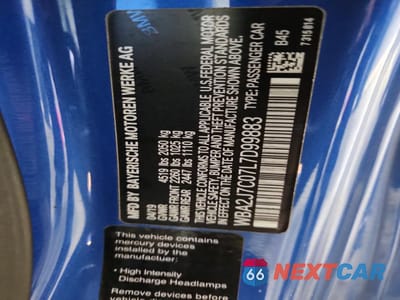 MFD BY BAYERISCHE MOTOREN WERKE AG
04/19
GVWR 4519 lbs 2050 kg
GAWR FRONT 2260 lbs 1025 kg
GAWR REAR 2447 lbs 1110 kg
THIS VEHICLE CONFORMS TO ALL APPLICABLE U.S. FEDERAL MOTOR
VEHICLE SAFETY, BUMPER AND THEFT PREVENTION STANDARDS
IN EFFECT ON THE DATE OF MANUFACTURE SHOWN ABOVE.
WBA2J7C07L7D99883 TYPE: PASSENGER CAR
B45
7315814
BMW
This vehicle contains
mercury devices
installed by the
manufacturer:
• High Intensity
Discharge Headlamps
Remove devices before
66 NEXTCAR